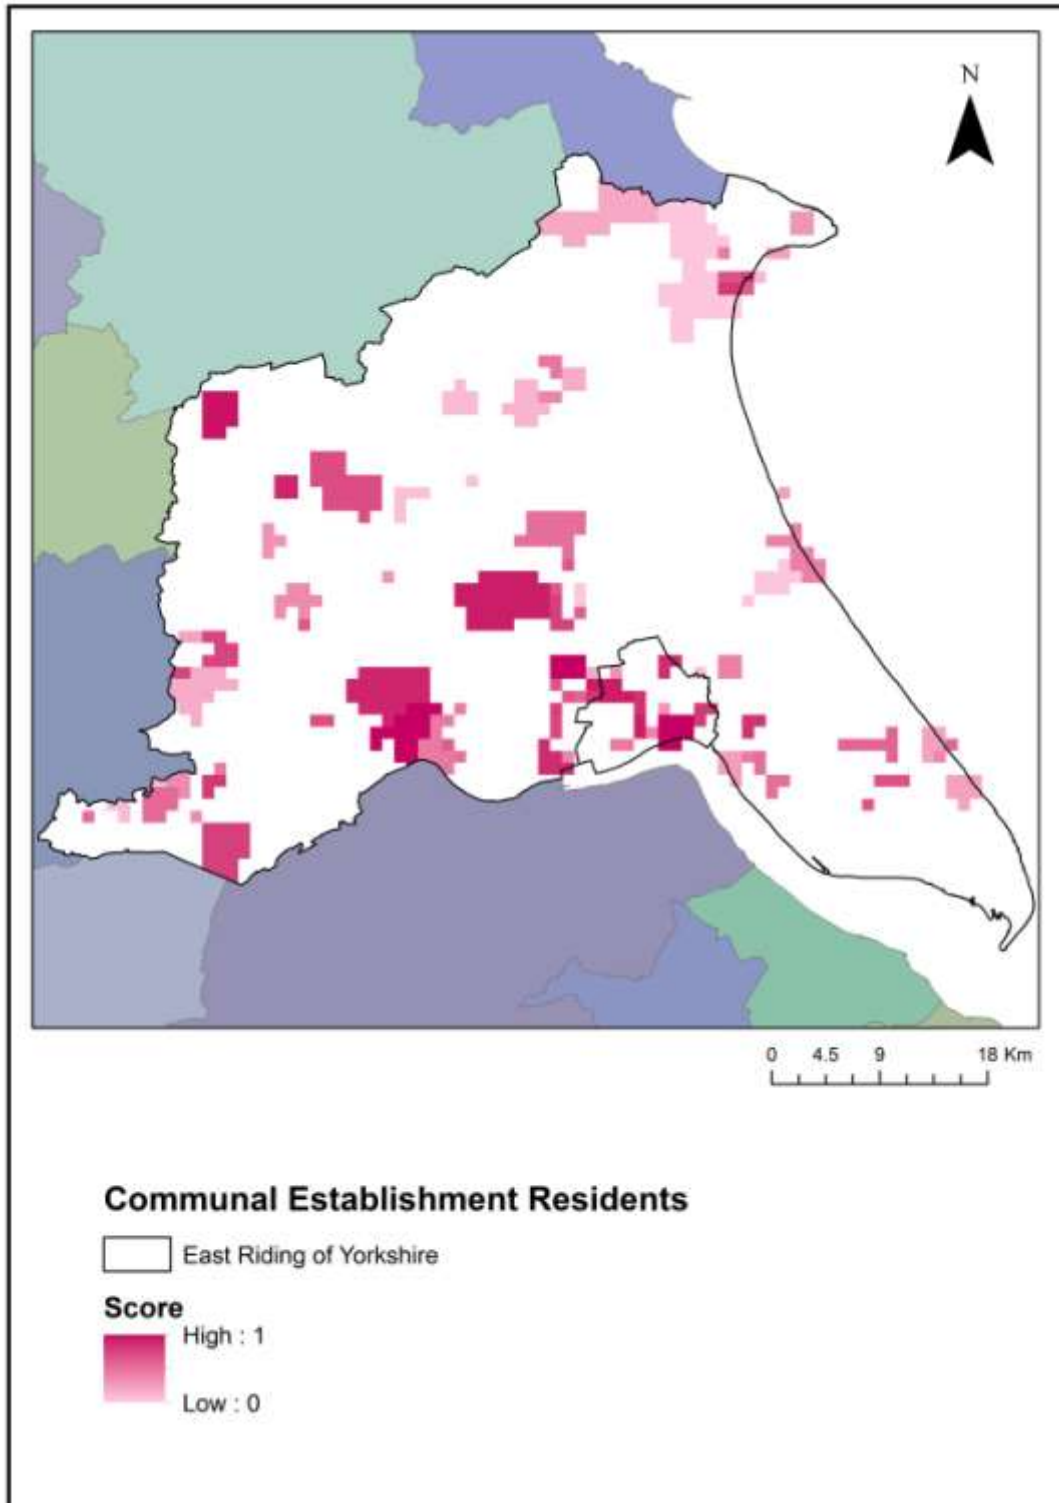 N
0 4.5 9 18 Km
Communal Establishment Residents
East Riding of Yorkshire
Score
High : 1
Low : 0